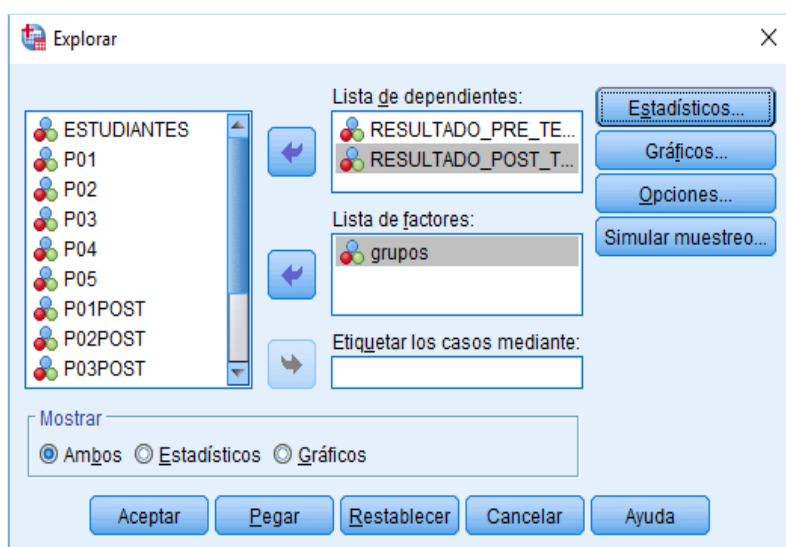 Explorar
ESTUDIANTES
P01
P02
P03
P04
P05
P01POST
P02POST
P03POST
Lista de dependientes:
RESULTADO_PRE_TE...
RESULTADO_POST_T...
Lista de factores:
grupos
Etiquetar los casos mediante:
Estadísticos...
Gráficos...
Opciones...
Simular muestreo...
Mostrar
Ambos Estadísticos Gráficos
Aceptar Pegar Restablecer Cancelar Ayuda